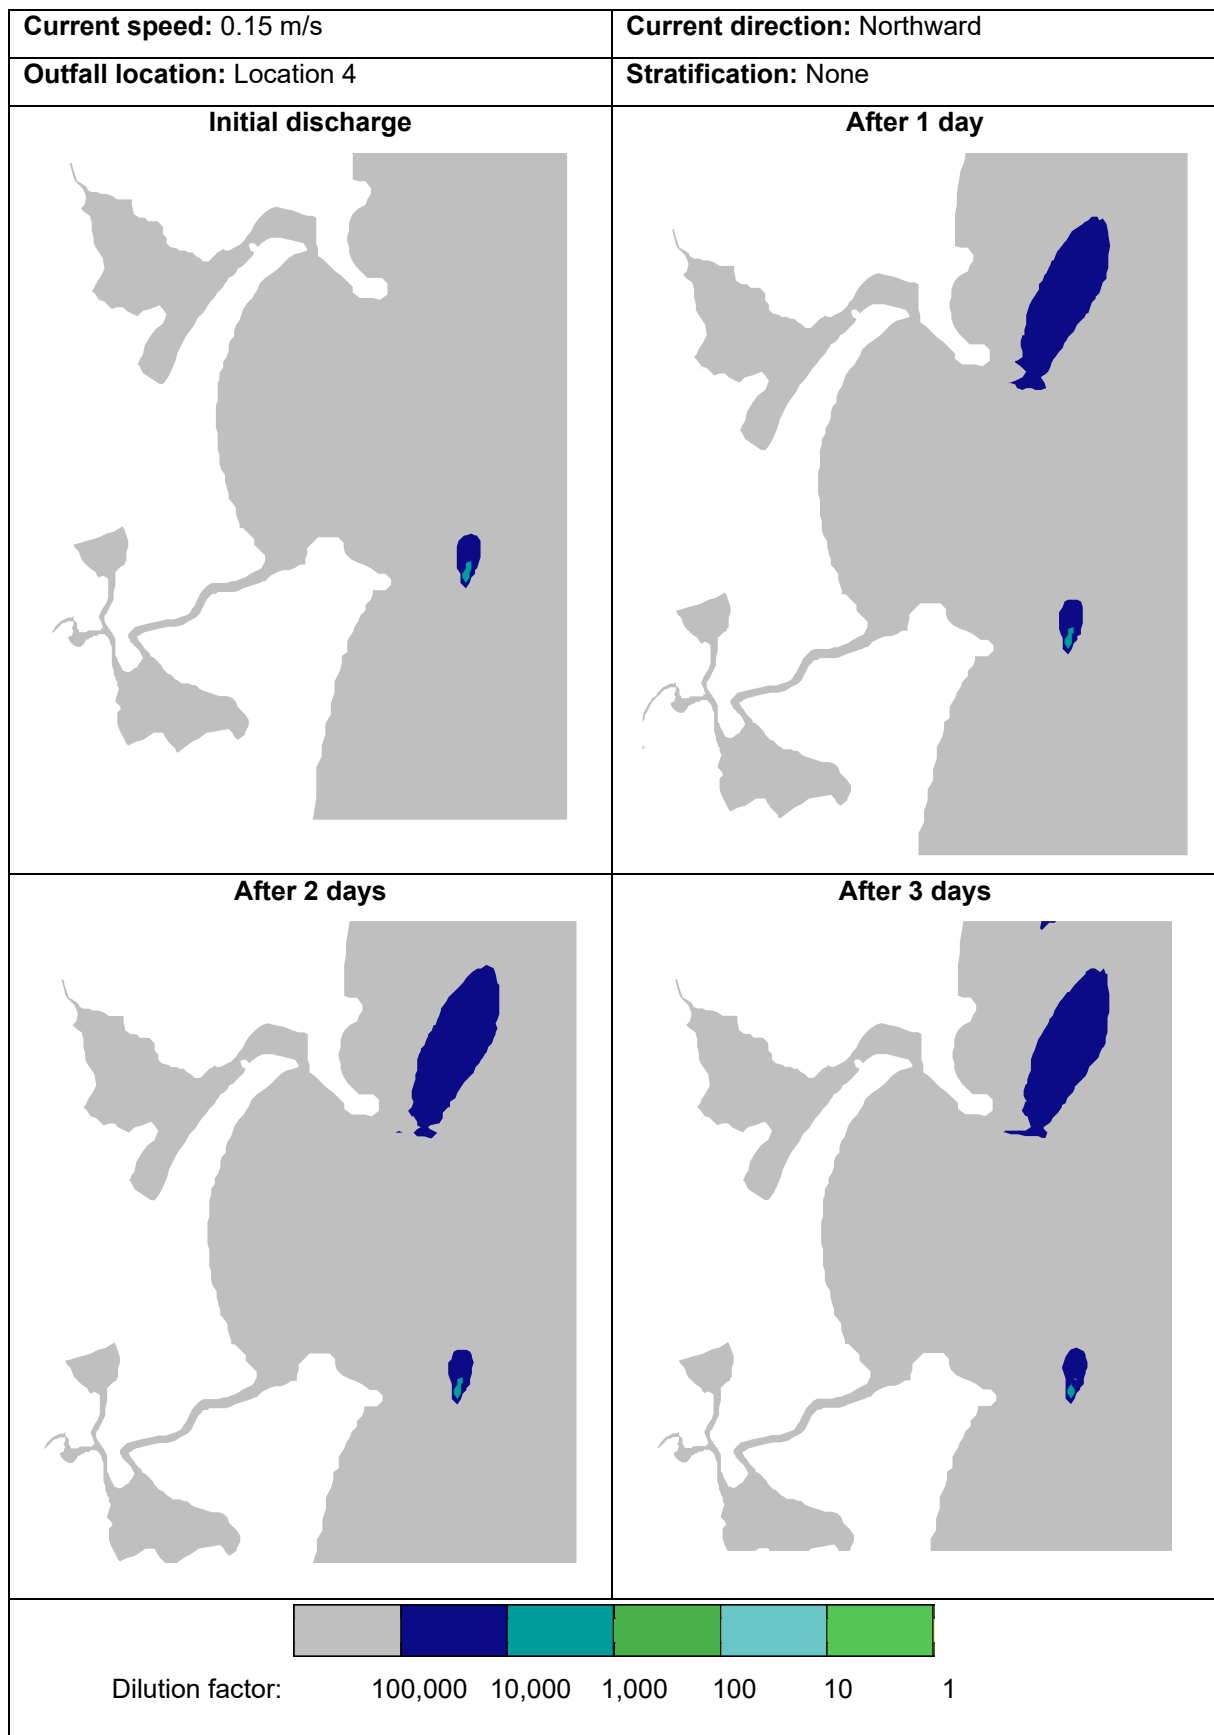 Current speed: 0.15 m/s
Current direction: Northward
Outfall location: Location 4
Stratification: None
Initial discharge
After 1 day
After 2 days
After 3 days
Dilution factor: 100,000 10,000 1,000 100 10 1